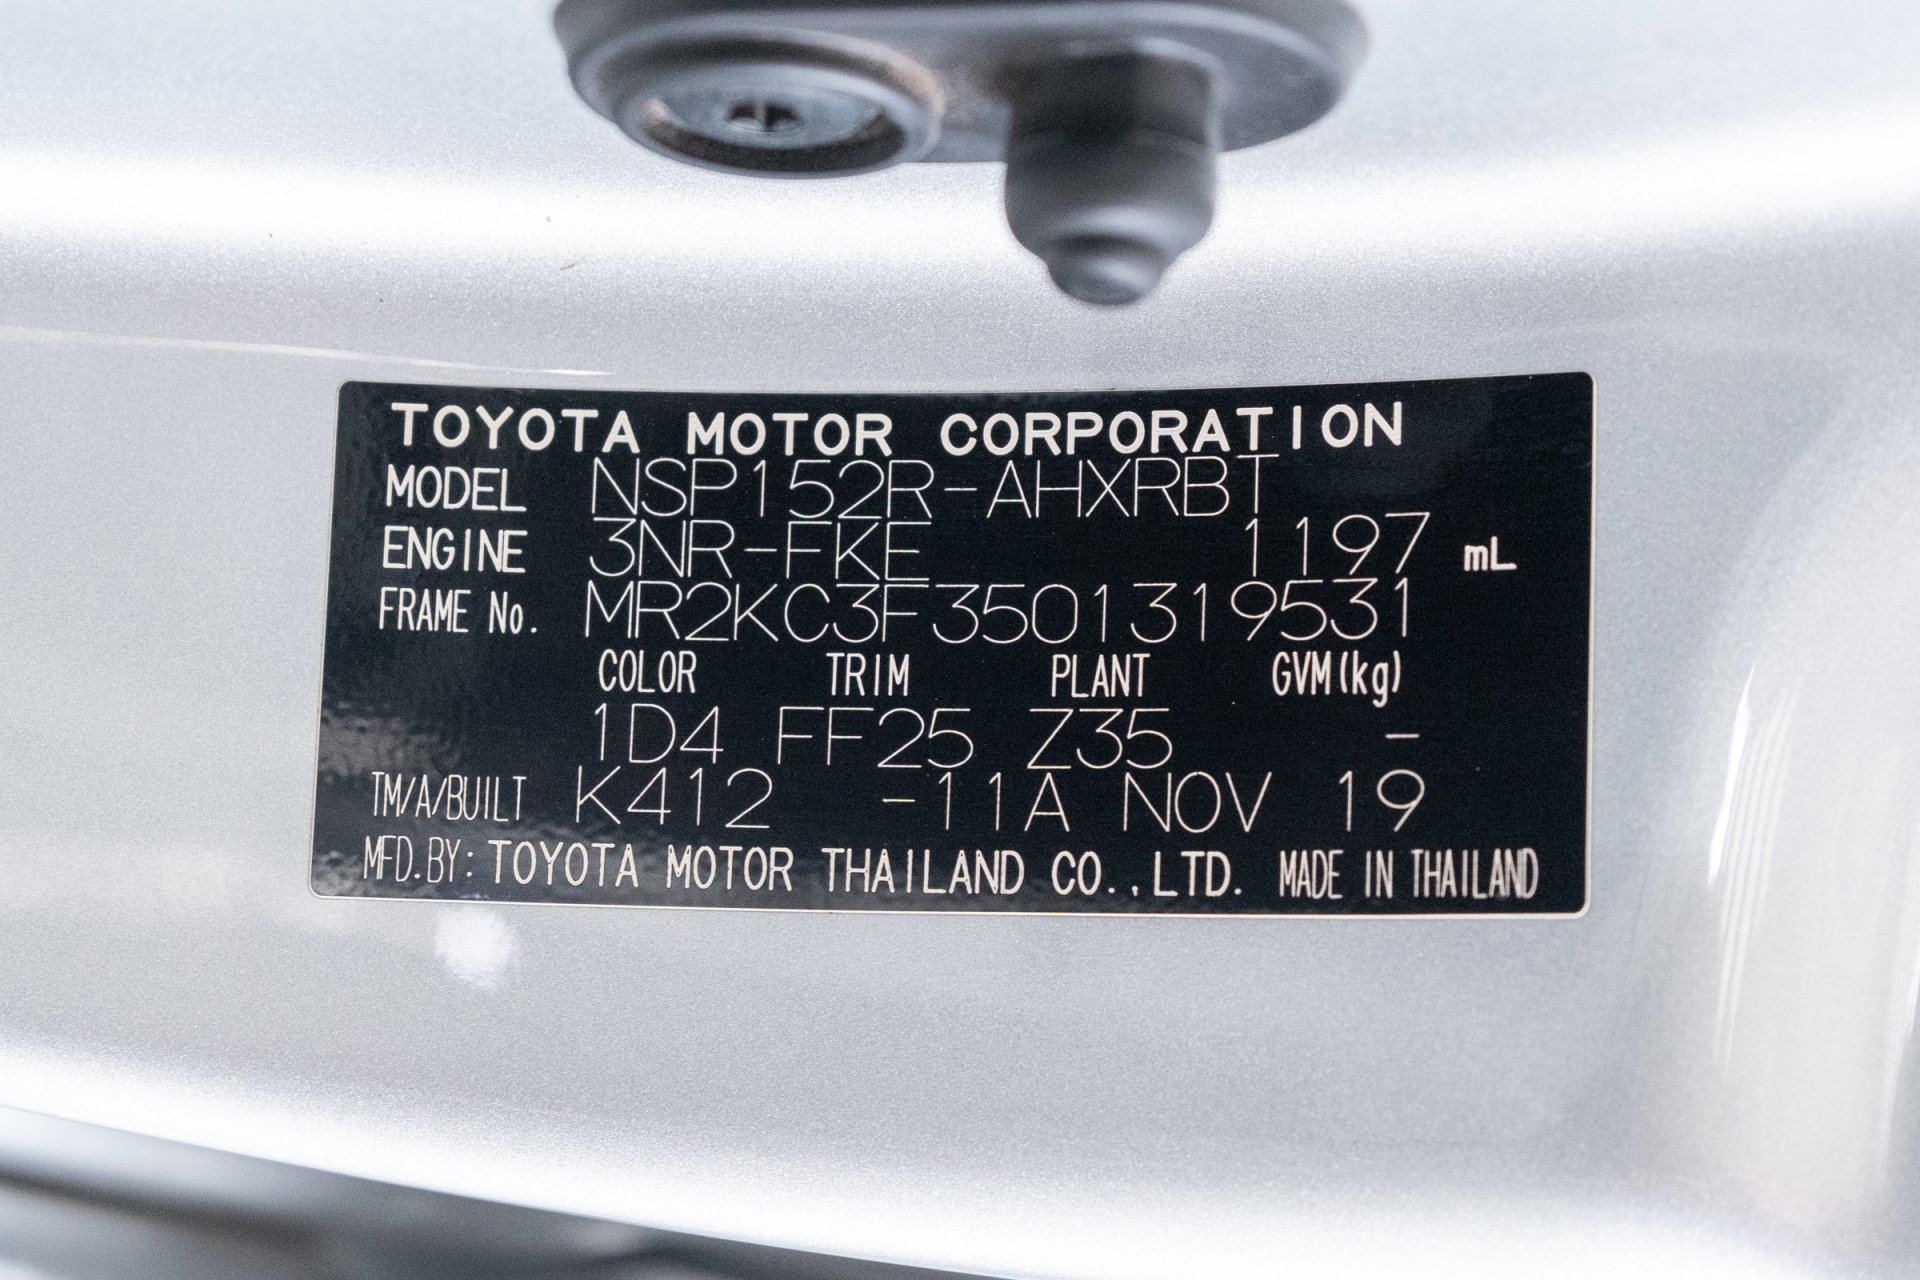 TOYOTA MOTOR CORPORATION
MODEL NSP152R-AHXRBT
ENGINE 3NR-FKE 1197 mL
FRAME No. MR2KC3F3501319531
COLOR TRIM PLANT GVM(kg)
1D4 FF25 Z35 -
TM/A/BUILT K412 -11A NOV 19
MFD.BY: TOYOTA MOTOR THAILAND CO.,LTD. MADE IN THAILAND